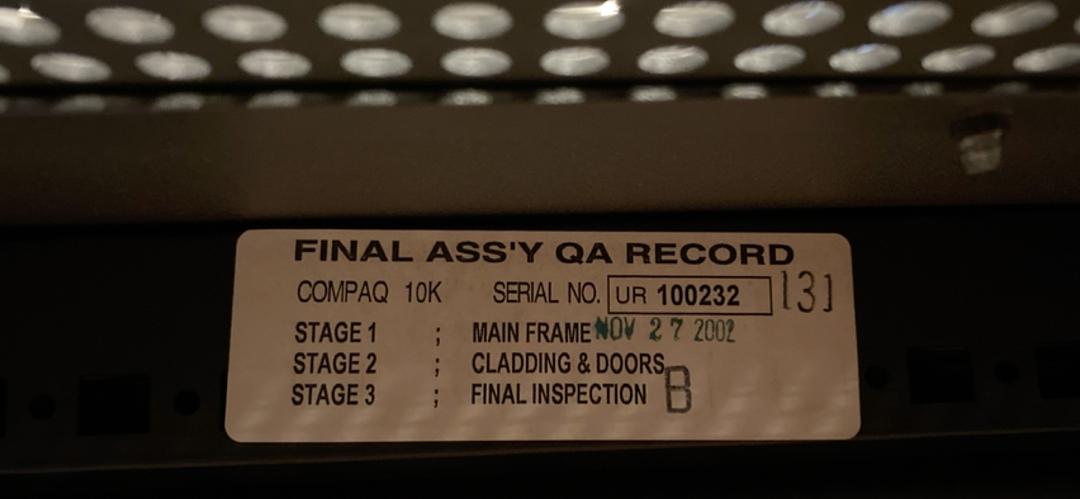 FINAL ASS'Y QA RECORD
COMPAQ 10K SERIAL NO. UR 100232 131
STAGE 1 ; MAIN FRAME NOV 27 2002
STAGE 2 ; CLADDING & DOORS
STAGE 3 ; FINAL INSPECTION B